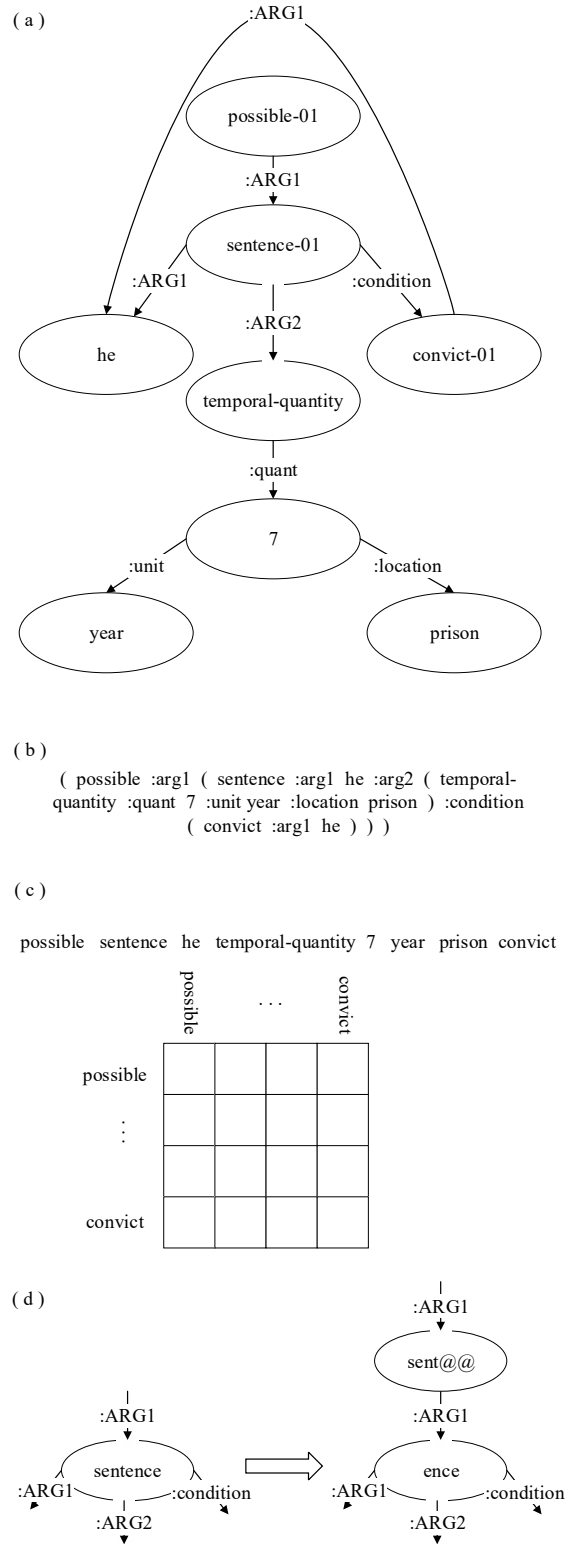 ( a )
:ARG1
possible-01
:ARG1
sentence-01
:ARG1
:condition
:ARG2
he
convict-01
temporal-quantity
:quant
7
:unit
:location
year
prison
( b )
( possible :arg1 ( sentence :arg1 he :arg2 ( temporal-
quantity :quant 7 :unit year :location prison ) :condition
( convict :arg1 he ) ) )
( c )
possible sentence he temporal-quantity 7 year prison convict
possible
. . .
convict
possible
. . .
convict
( d )
:ARG1
sent@@
:ARG1
:ARG1
sentence
ence
:ARG1
:condition
:ARG1
:condition
:ARG2
:ARG2